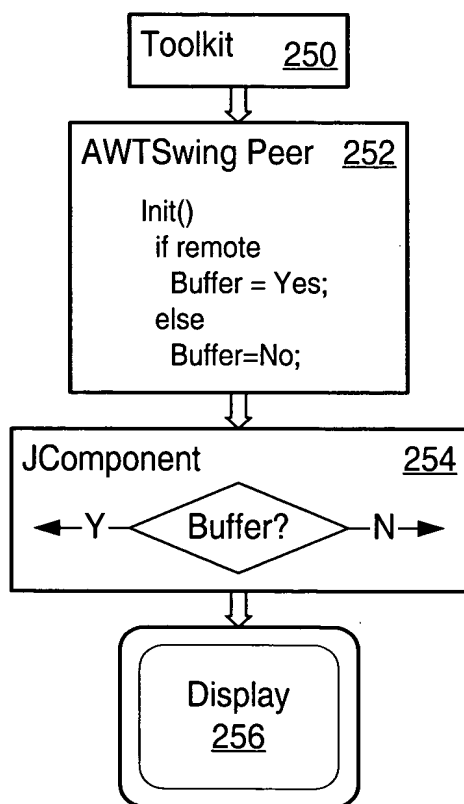 Toolkit 250
AWTSwing Peer 252
Init()
if remote
Buffer = Yes;
else
Buffer=No;
JComponent 254
Y Buffer? N
Display
256